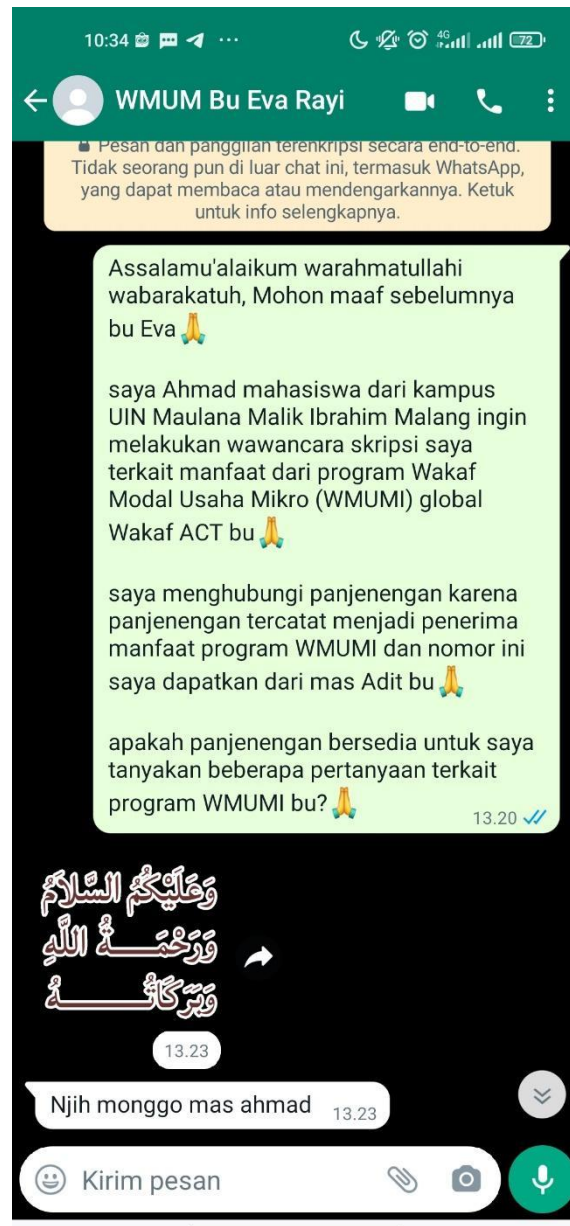 10:34 ... 4G 72
WMUM Bu Eva Rayi
Pesan dan panggilan terenkripsi secara end-to-end.
Tidak seorang pun di luar chat ini, termasuk WhatsApp,
yang dapat membaca atau mendengarkannya. Ketuk
untuk info selengkapnya.
Assalamu'alaikum warahmatullahi
wabarakatuh, Mohon maaf sebelumnya
bu Eva🙏
saya Ahmad mahasiswa dari kampus
UIN Maulana Malik Ibrahim Malang ingin
melakukan wawancara skripsi saya
terkait manfaat dari program Wakaf
Modal Usaha Mikro (WMUMI) global
Wakaf ACT bu🙏
saya menghubungi panjenengan karena
panjenengan tercatat menjadi penerima
manfaat program WMUMI dan nomor ini
saya dapatkan dari mas Adit bu🙏
apakah panjenengan bersedia untuk saya
tanyakan beberapa pertanyaan terkait
program WMUMI bu?🙏
13.20
وَعَلَيْكُمُ السَّلَامُ
وَرَحْمَـــةُ اللَّهِ
وَبَرَكَاتُـــــهُ
13.23
Njih monggo mas ahmad 13.23
Kirim pesan